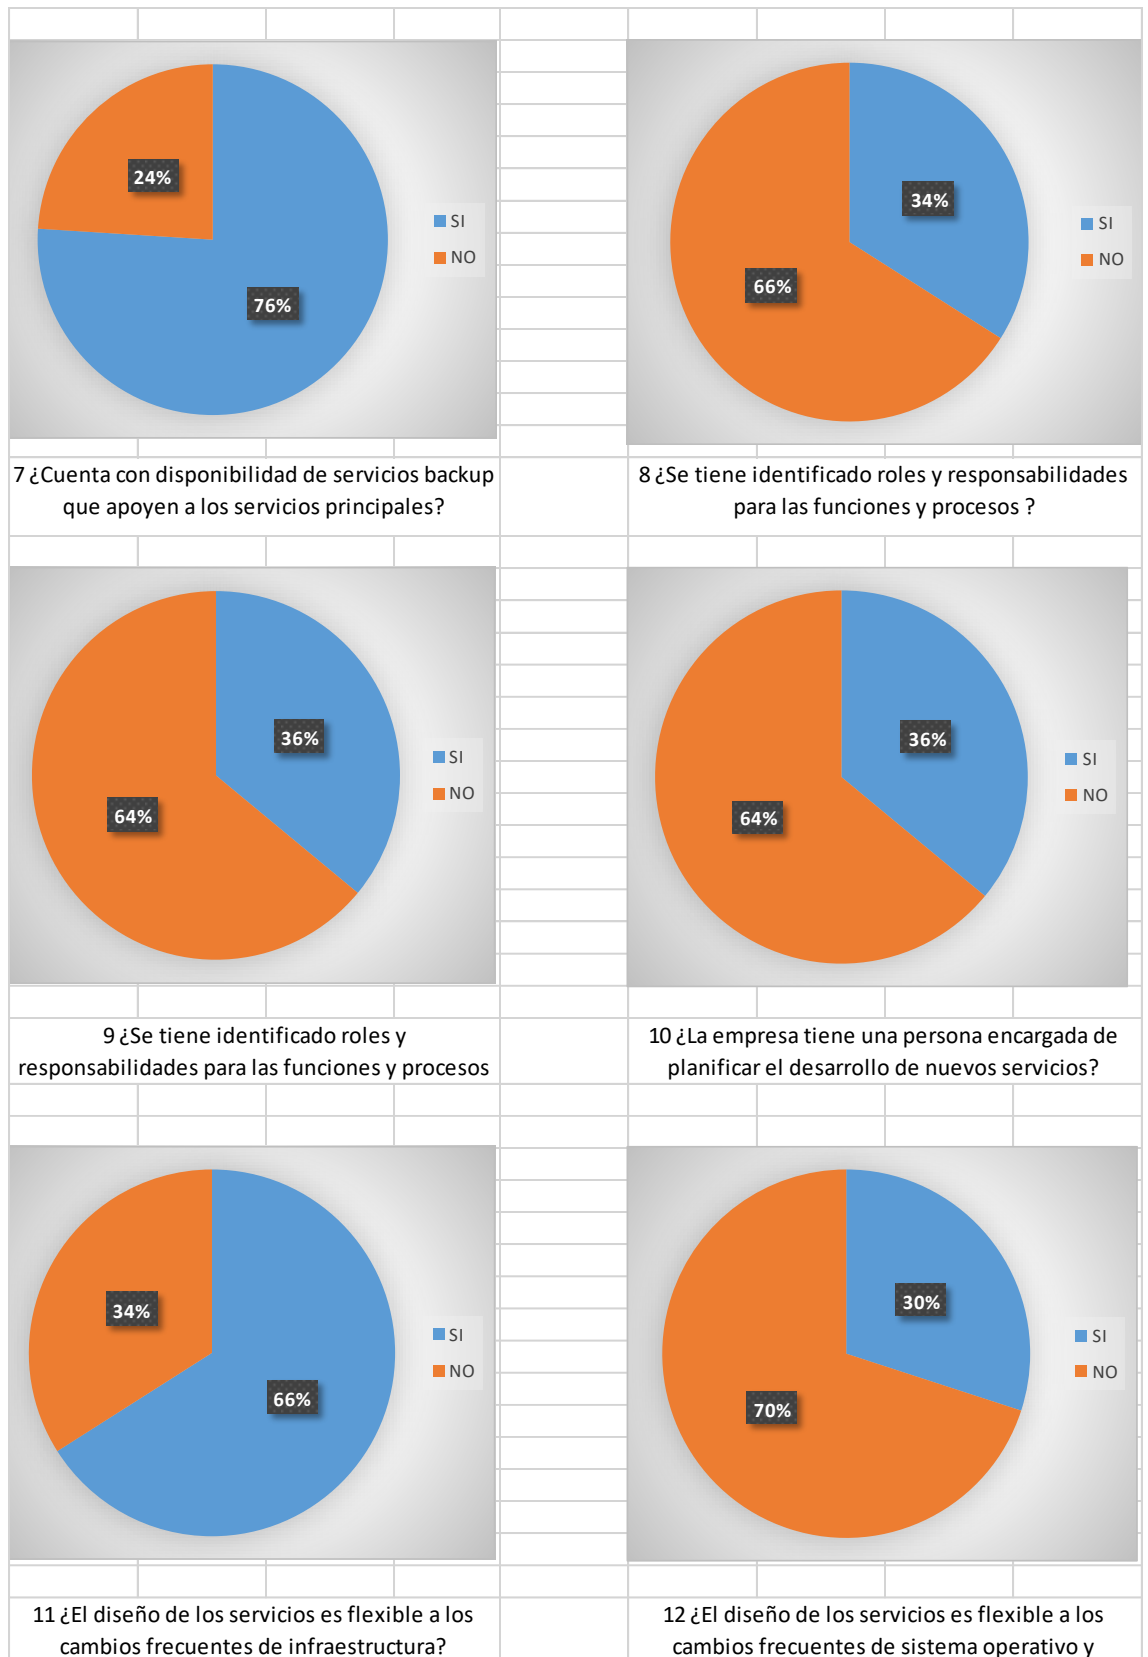 24%
76%
SI
NO
34%
66%
SI
NO
7 ¿Cuenta con disponibilidad de servicios backup
que apoyen a los servicios principales?
8 ¿Se tiene identificado roles y responsabilidades
para las funciones y procesos ?
36%
64%
SI
NO
36%
64%
SI
NO
9 ¿Se tiene identificado roles y
responsabilidades para las funciones y procesos
10 ¿La empresa tiene una persona encargada de
planificar el desarrollo de nuevos servicios?
34%
66%
SI
NO
30%
70%
SI
NO
11 ¿El diseño de los servicios es flexible a los
cambios frecuentes de infraestructura?
12 ¿El diseño de los servicios es flexible a los
cambios frecuentes de sistema operativo y